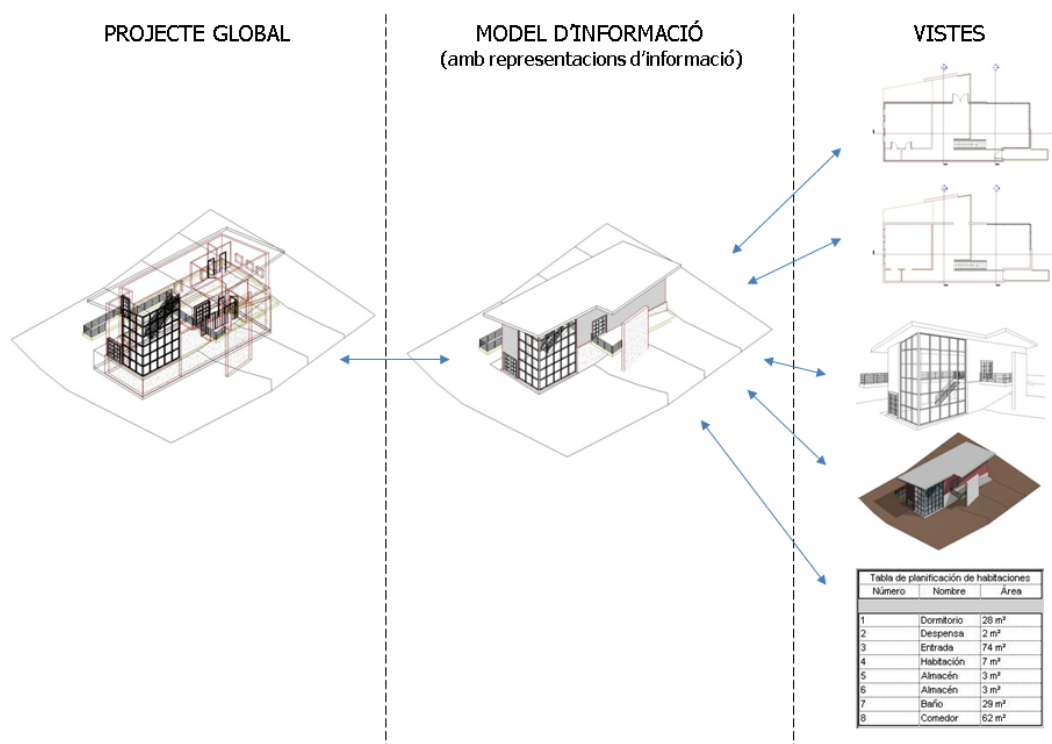 PROJECTE GLOBAL
MODEL D'INFORMACIÓ
(amb representacions d'informació)
VISTES
Tabla de planificación de habitaciones
Número Nombre Área
1 Dormitorio 28 m²
2 Despensa 2 m²
3 Entrada 74 m²
4 Habitación 7 m²
5 Almacén 3 m²
6 Almacén 3 m²
7 Baño 29 m²
8 Comedor 62 m²